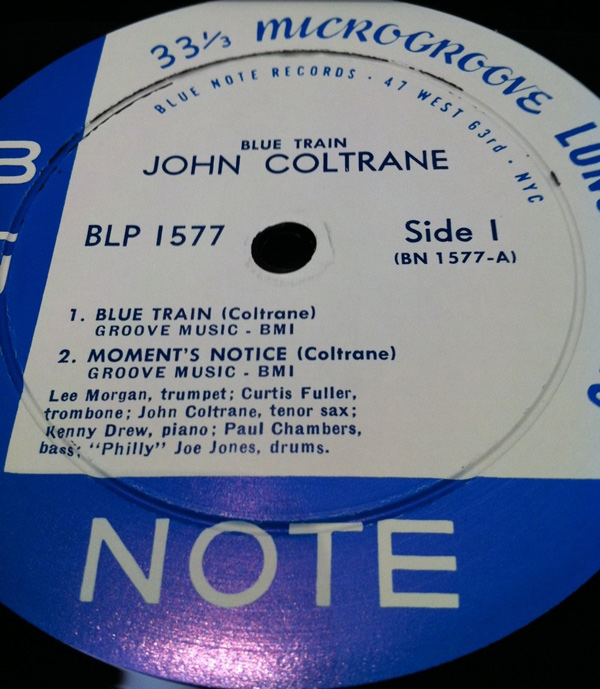 33⅓ MICROGROOVE LONG
BLUE NOTE RECORDS · 47 WEST 63rd · NYC
BLUE TRAIN
JOHN COLTRANE
BLP 1577
Side 1
(BN 1577-A)
1. BLUE TRAIN (Coltrane)
GROOVE MUSIC - BMI
2. MOMENT'S NOTICE (Coltrane)
GROOVE MUSIC - BMI
Lee Morgan, trumpet; Curtis Fuller,
trombone; John Coltrane, tenor sax;
Kenny Drew, piano; Paul Chambers,
bass; "Philly" Joe Jones, drums.
B
NOTE